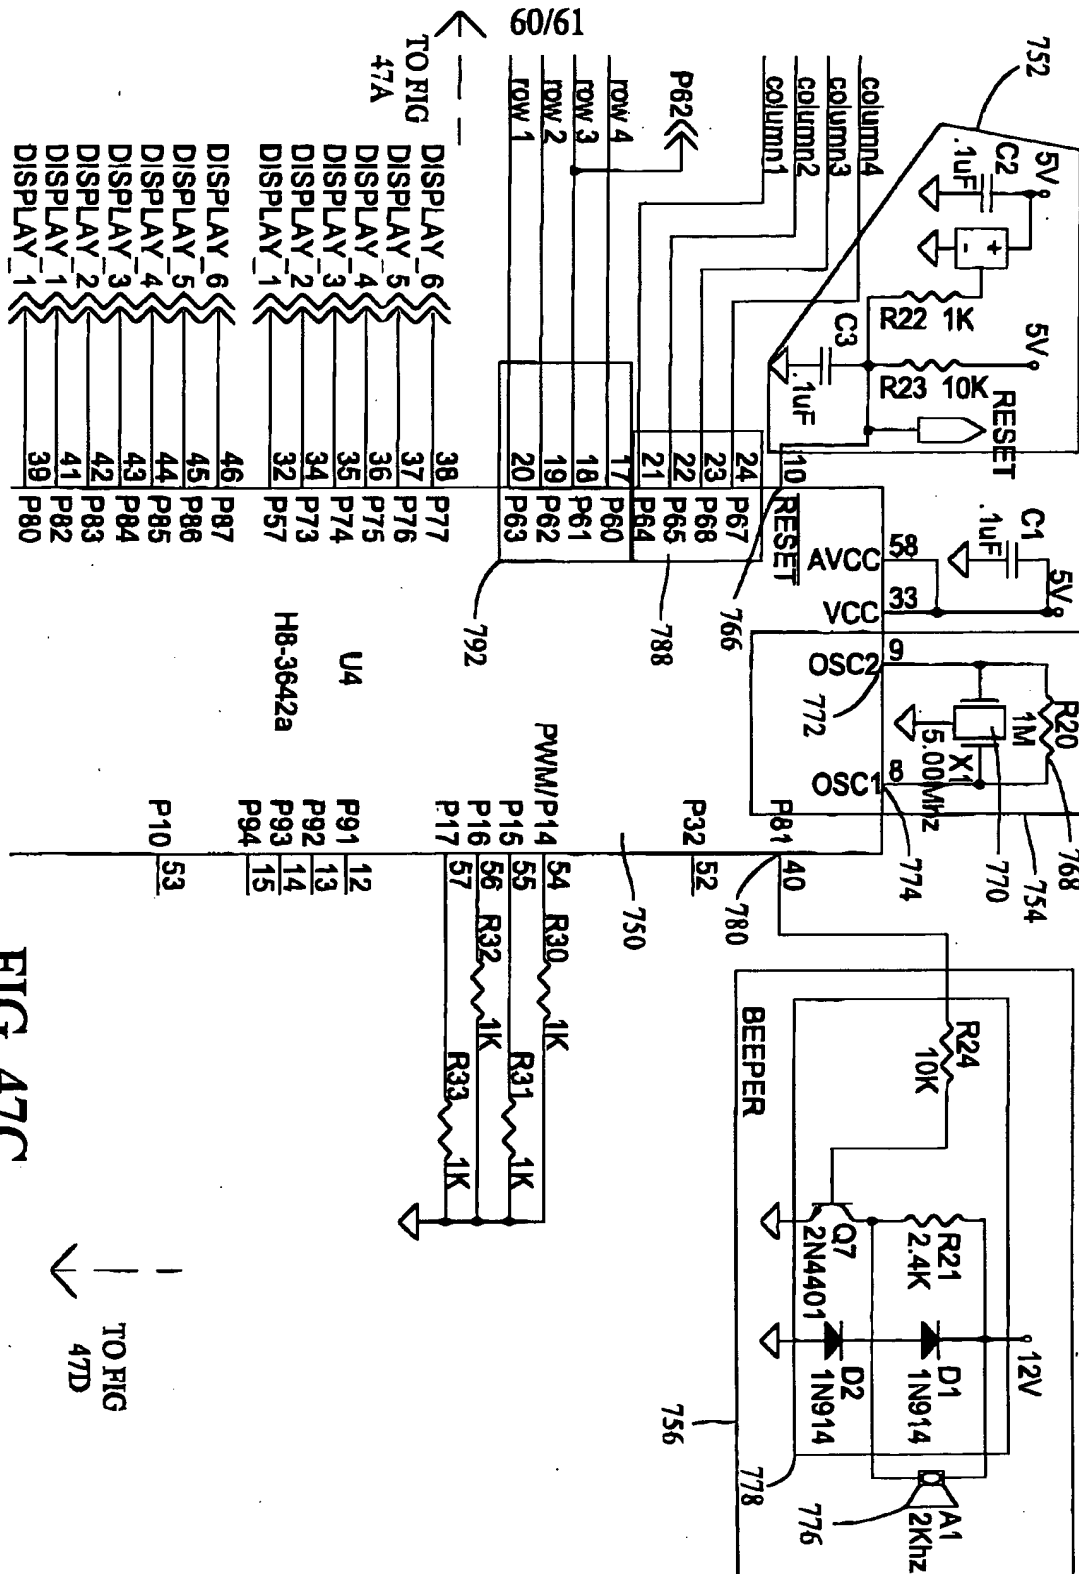 60/61
TO FIG
47A
752
5V
C2
.1uF
+
-
R22 1K
5V
R23 10K
C3
.1uF
RESET
column4
column3
column2
column1
P62
row 4
row 3
row 2
row 1
DISPLAY_6
DISPLAY_5
DISPLAY_4
DISPLAY_3
DISPLAY_2
DISPLAY_1
DISPLAY_6
DISPLAY_5
DISPLAY_4
DISPLAY_3
DISPLAY_2
DISPLAY_1
DISPLAY_1
10 RESET
24 P67
23 P68
22 P65
21 P64
17 P60
18 P61
19 P62
20 P63
38 P77
37 P76
36 P75
35 P74
34 P73
32 P57
46 P87
45 P86
44 P85
43 P84
42 P83
41 P82
39 P80
C1
.1uF
5V
58
AVCC
33
VCC
9
OSC2
8
OSC1
R20
1M
X1
5.00Mhz
768
754
770
772
774
766
788
792
U4
H8-3642a
750
780
P81 40
P32 52
PWM/P14 54
P15 55
P16 56
P17 57
P91 12
P92 13
P93 14
P94 15
P10 53
R30 1K
R32 1K
R31 1K
R33 1K
BEEPER
R24
10K
Q7
2N4401
R21
2.4K
12V
D1
1N914
D2
1N914
A1
2Khz
776
778
756
TO FIG
47D
FIG 47C